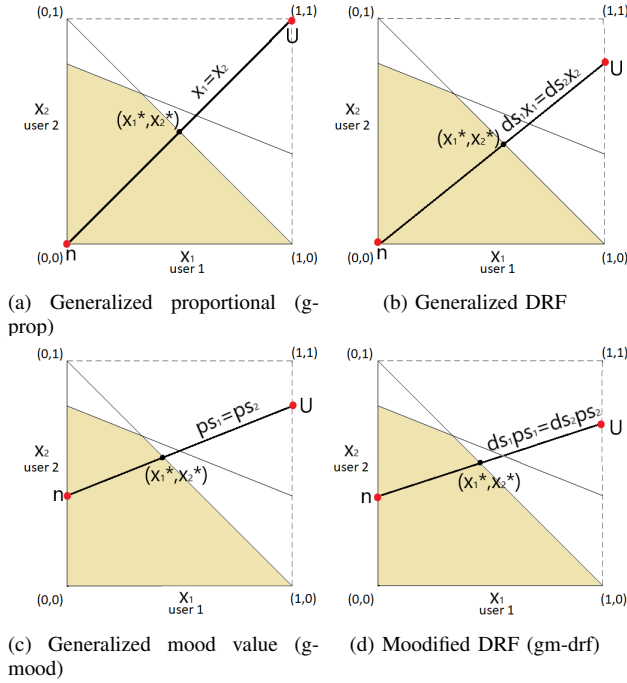 (0,1)
(1,1)
U
x₁=x₂
X₂
user 2
(x₁*,x₂*)
(0,0)
n
X₁
user 1
(1,0)
(a) Generalized proportional (g-
prop)
(0,1)
(1,1)
U
ds₁x₁=ds₂x₂
X₂
user 2
(x₁*,x₂*)
(0,0)
n
X₁
user 1
(1,0)
(b) Generalized DRF
(0,1)
(1,1)
U
ps₁=ps₂
X₂
user 2
(x₁*,x₂*)
n
(0,0)
X₁
user 1
(1,0)
(c) Generalized mood value (g-
mood)
(0,1)
(1,1)
U
ds₁ps₁=ds₂ps₂
X₂
user 2
(x₁*,x₂*)
n
(0,0)
X₁
user 1
(1,0)
(d) Moodified DRF (gm-drf)